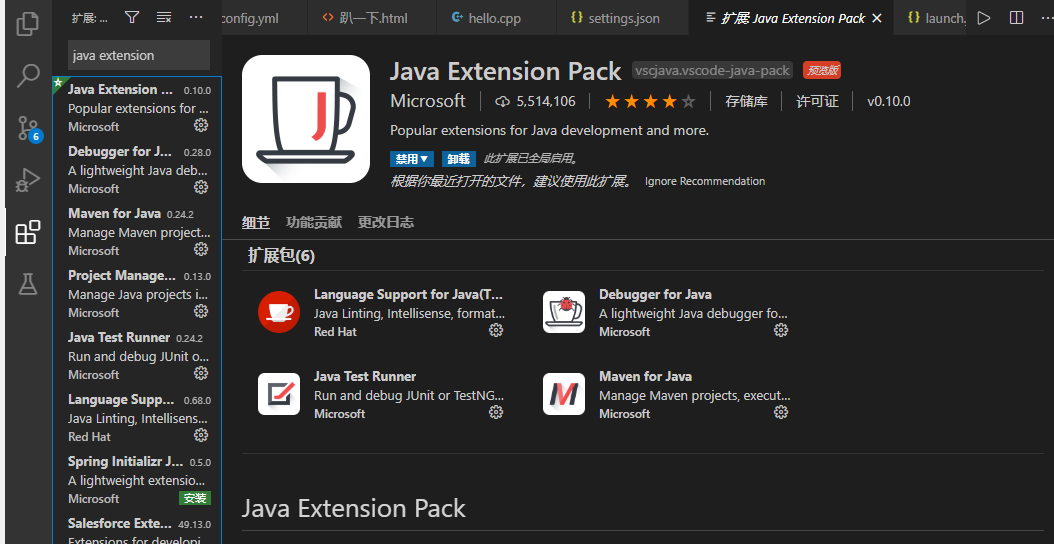 扩展: ...
config.yml
趴一下.html
hello.cpp
settings.json
扩展 Java Extension Pack
launch.
java extension
Java Extension ... 0.10.0
Popular extensions for ...
Microsoft
Debugger for J... 0.28.0
A lightweight Java deb...
Microsoft
Maven for Java 0.24.2
Manage Maven project...
Microsoft
Project Manage... 0.13.0
Manage Java projects i...
Microsoft
Java Test Runner 0.24.2
Run and debug JUnit o...
Microsoft
Language Supp... 0.68.0
Java Linting, Intellisens...
Red Hat
Spring Initializr J... 0.5.0
A lightweight extensio...
Microsoft
安装
Salesforce Exte... 49.13.0
Extensions for developi...
6
Java Extension Pack vscjava.vscode-java-pack 预览版
Microsoft 5,514,106 存储库 许可证 v0.10.0
Popular extensions for Java development and more.
禁用 卸载 此扩展已全局启用。
根据你最近打开的文件，建议使用此扩展。 Ignore Recommendation
细节 功能贡献 更改日志
扩展包(6)
Language Support for Java(T...
Java Linting, Intellisense, format...
Red Hat
Debugger for Java
A lightweight Java debugger fo...
Microsoft
Java Test Runner
Run and debug JUnit or TestNG...
Microsoft
Maven for Java
Manage Maven projects, execut...
Microsoft
Java Extension Pack